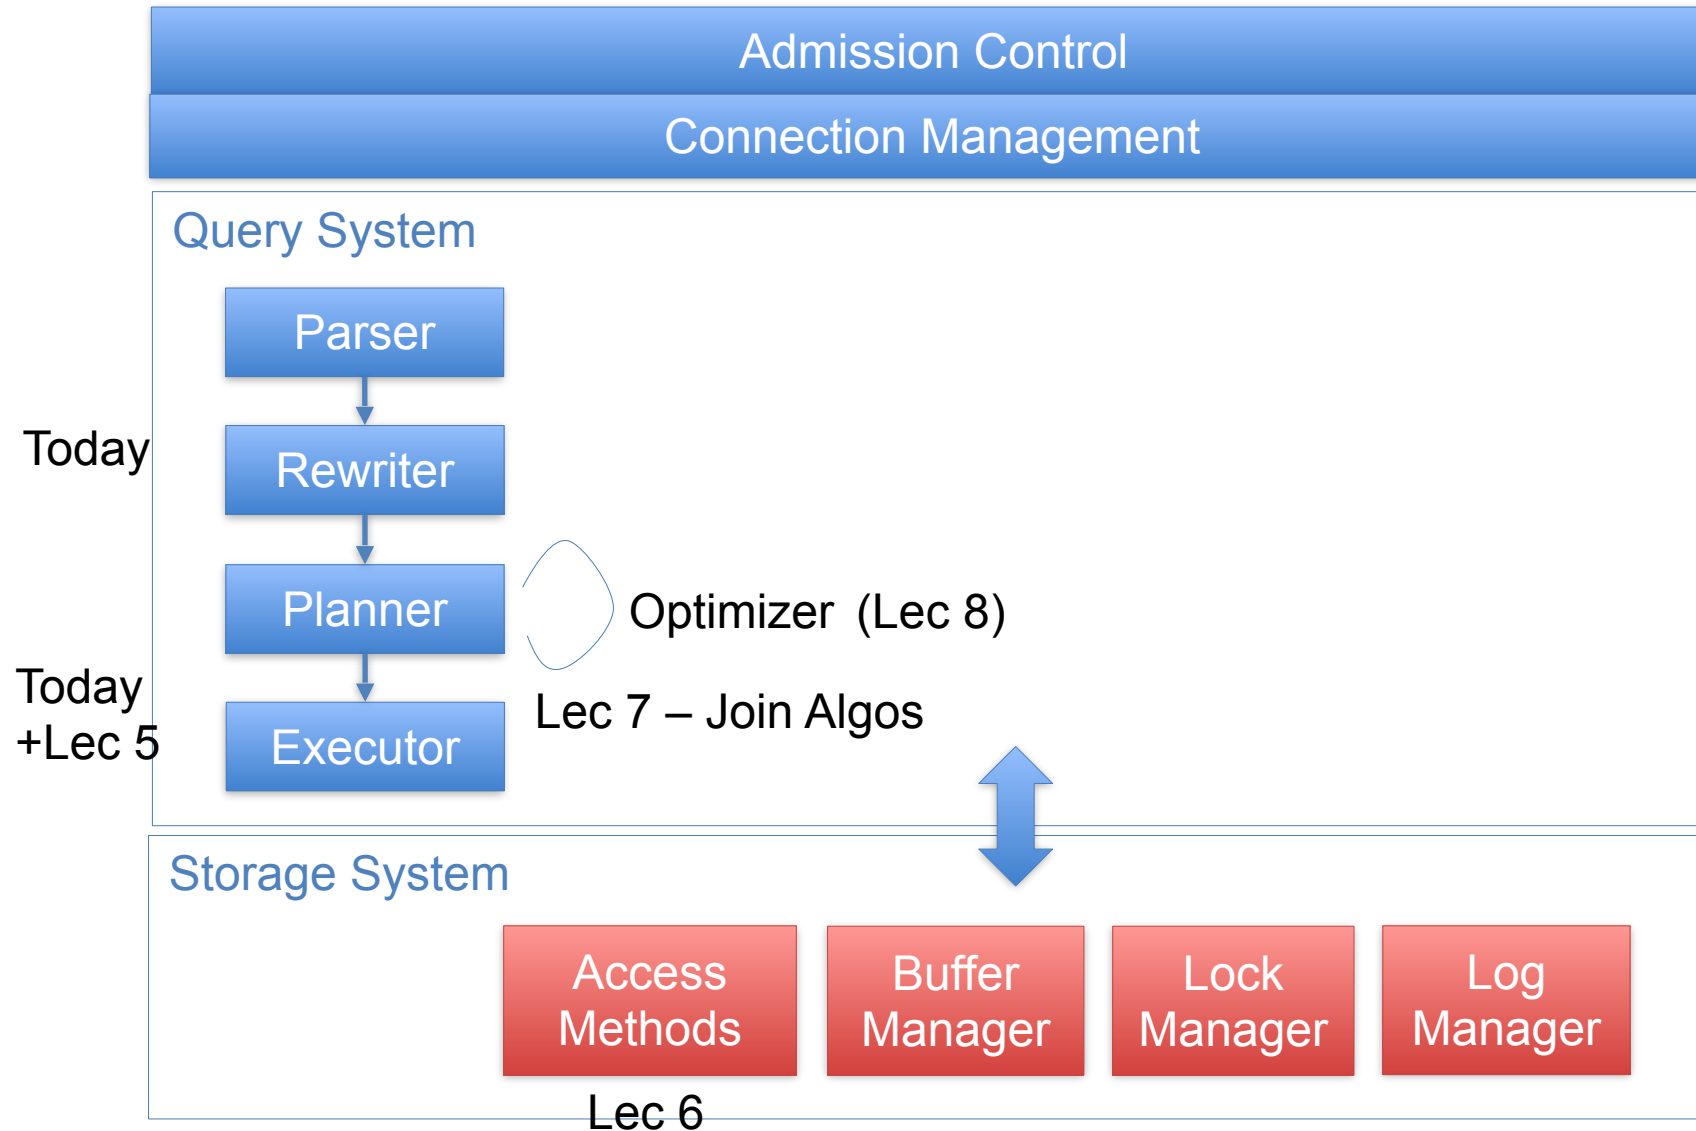 Admission Control
Connection Management
Query System
Parser
Today
Rewriter
Planner
Optimizer (Lec 8)
Today
+Lec 5
Lec 7 – Join Algos
Executor
Storage System
Access
Methods
Buffer
Manager
Lock
Manager
Log
Manager
Lec 6